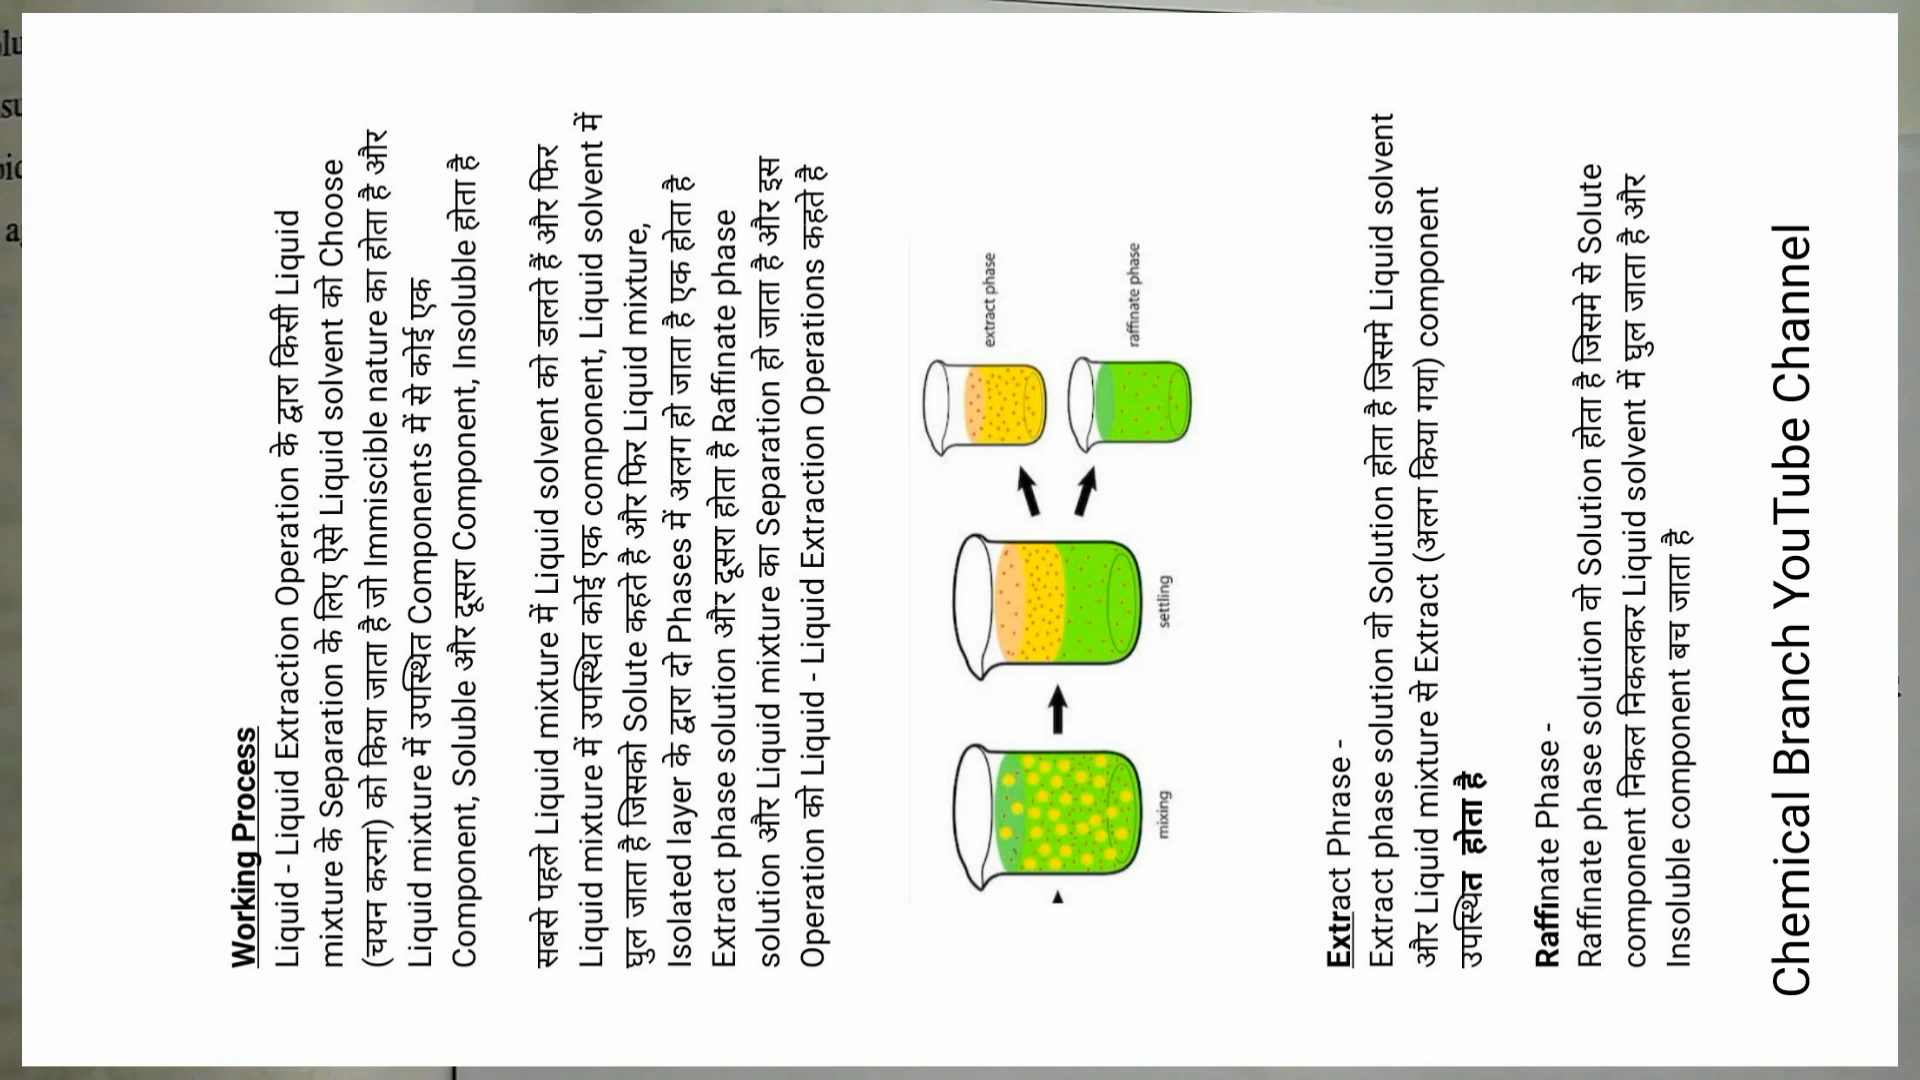 Working Process
Liquid - Liquid Extraction Operation के द्वारा किसी Liquid
mixture के Separation के लिए ऐसे Liquid solvent को Choose
(चयन करना) को किया जाता है जो Immiscible nature का होता है और
Liquid mixture में उपस्थित Components में से कोई एक
Component, Soluble और दूसरा Component, Insoluble होता है
सबसे पहले Liquid mixture में Liquid solvent को डालते हैं और फिर
Liquid mixture में उपस्थित कोई एक component, Liquid solvent में
घुल जाता है जिसको Solute कहते है और फिर Liquid mixture,
Isolated layer के द्वारा दो Phases में अलग हो जाता है एक होता है
Extract phase solution और दूसरा होता है Raffinate phase
solution और Liquid mixture का Separation हो जाता है और इस
Operation को Liquid - Liquid Extraction Operations कहते है
mixing
settling
extract phase
raffinate phase
Extract Phrase -
Extract phase solution वो Solution होता है जिसमे Liquid solvent
और Liquid mixture से Extract (अलग किया गया) component
उपस्थित होता है
Raffinate Phase -
Raffinate phase solution वो Solution होता है जिसमे से Solute
component निकल निकलकर Liquid solvent में घुल जाता है और
Insoluble component बच जाता है
Chemical Branch YouTube Channel